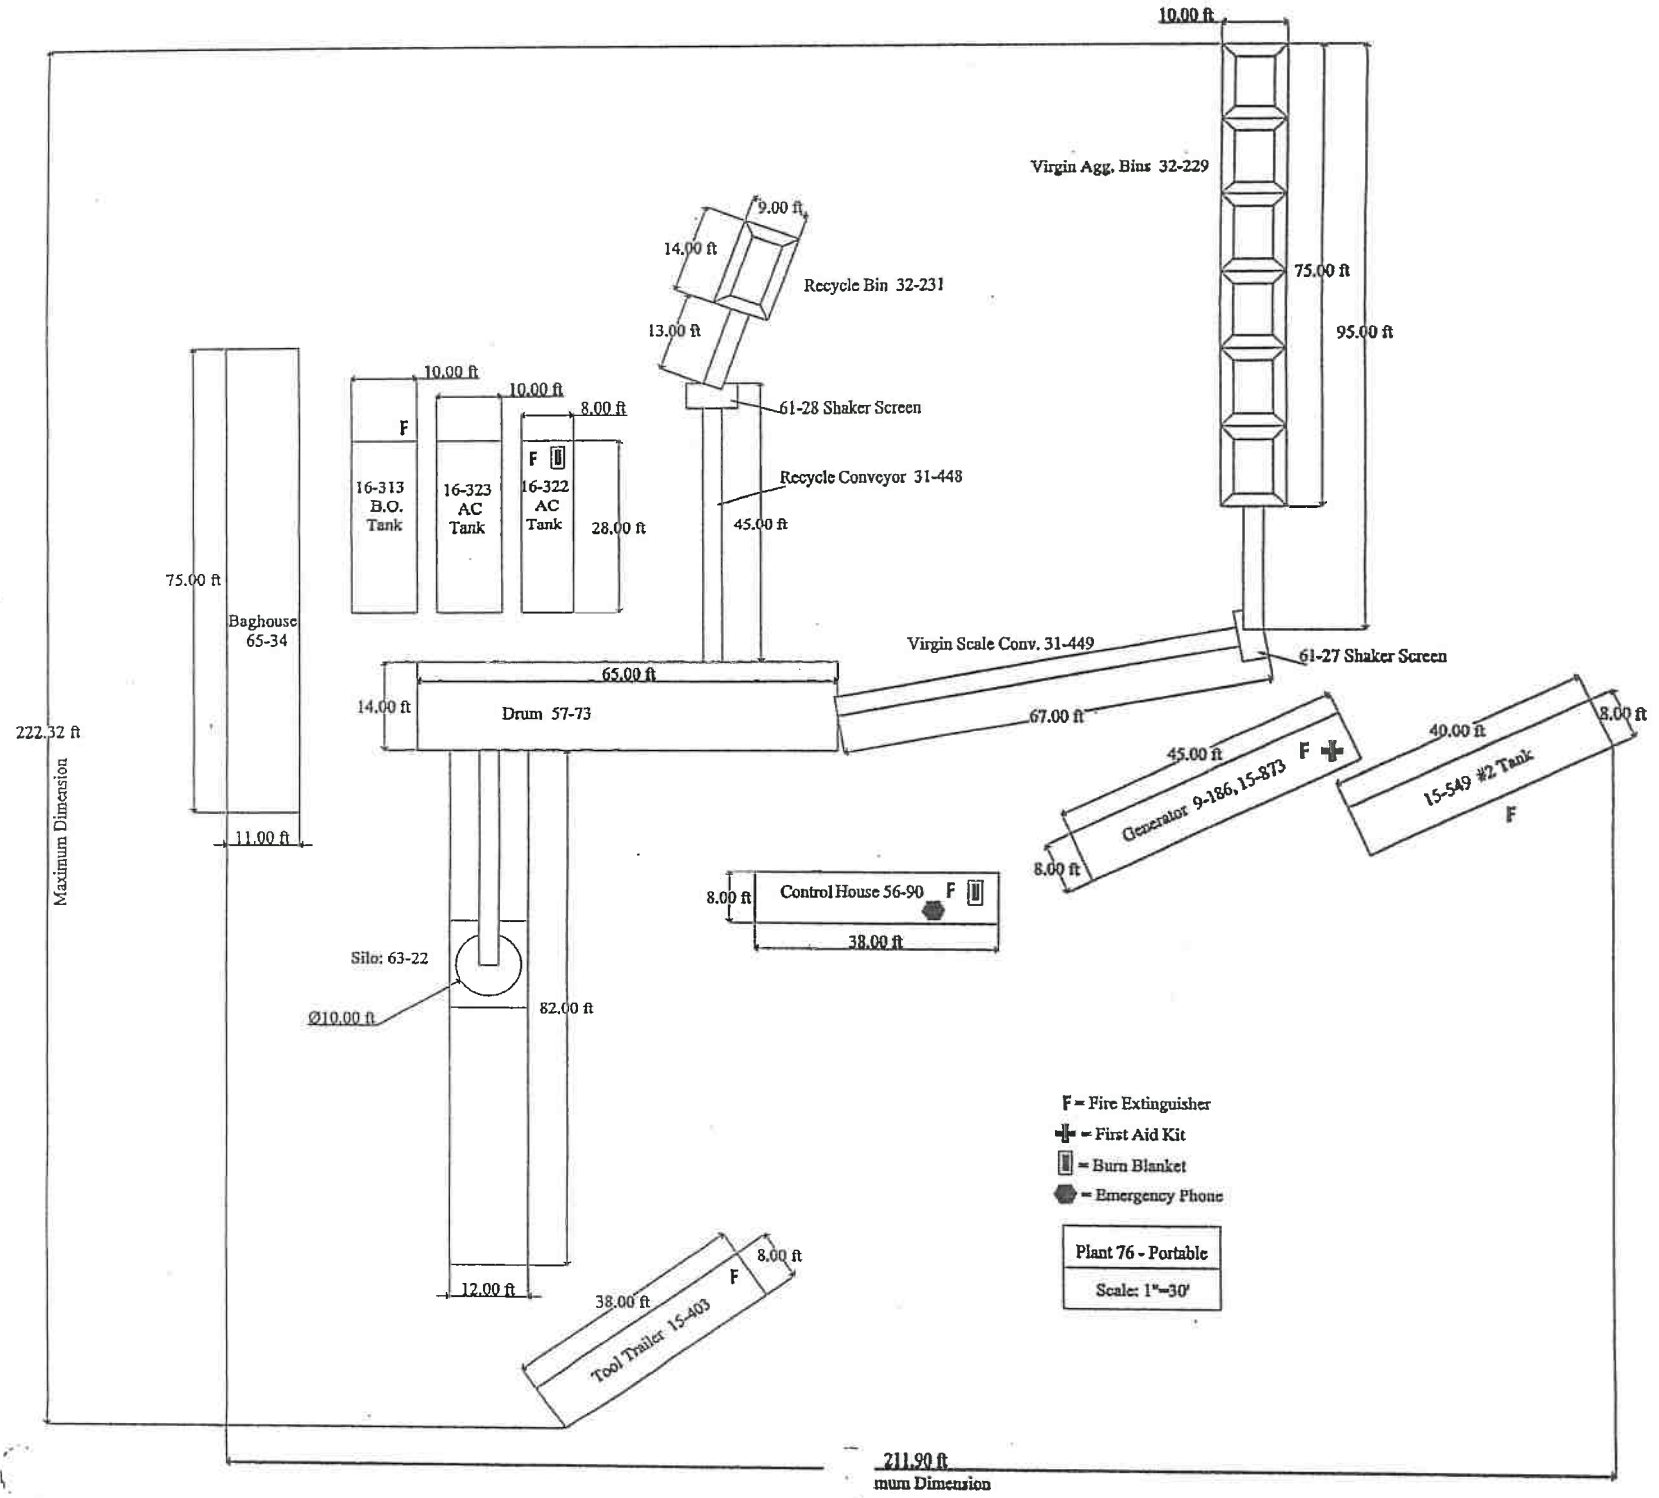 10.00 ft
Virgin Agg. Bins 32-229
9.00 ft
14.00 ft
Recycle Bin 32-231
75.00 ft
13.00 ft
95.00 ft
10.00 ft
10.00 ft
8.00 ft
61-28 Shaker Screen
F
F
16-313
B.O.
Tank
16-323
AC
Tank
16-322
AC
Tank
Recycle Conveyor 31-448
28.00 ft
45.00 ft
75.00 ft
Baghouse
65-34
Virgin Scale Conv. 31-449
61-27 Shaker Screen
65.00 ft
14.00 ft
Drum 57-73
67.00 ft
222.32 ft
Maximum Dimension
45.00 ft
F
Generator 9-186, 15-873
8.00 ft
40.00 ft
8.00 ft
15-549 #2 Tank
F
11.00 ft
8.00 ft
Control House 56-90 F
38.00 ft
Silo: 63-22
Ø10.00 ft
82.00 ft
F = Fire Extinguisher
= First Aid Kit
= Burn Blanket
= Emergency Phone
Plant 76 - Portable
Scale: 1"=30'
12.00 ft
38.00 ft
8.00 ft
F
Tool Trailer 15-403
211.90 ft
mum Dimension